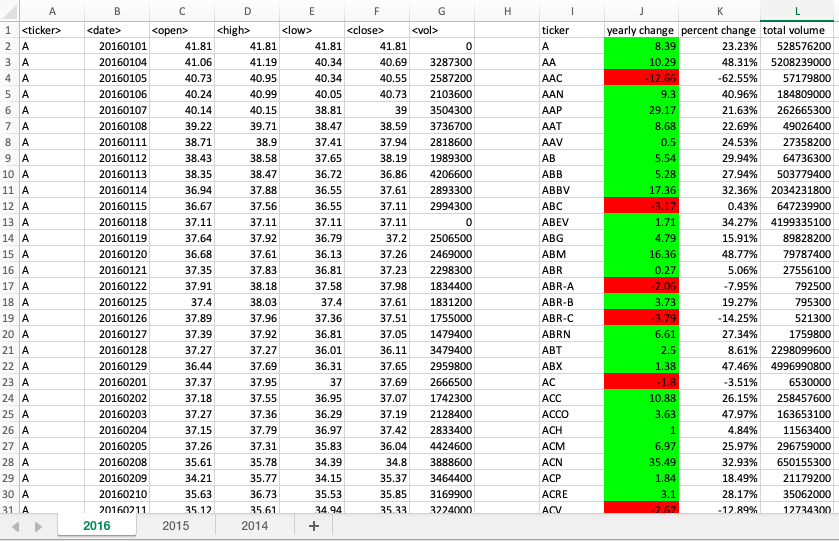 A B C D E F G H I J K L
1 <ticker> <date> <open> <high> <low> <close> <vol> ticker yearly change percent change total volume
2 A 20160101 41.81 41.81 41.81 41.81 0 A 8.39 23.23% 528576200
3 A 20160104 41.06 41.19 40.34 40.69 3287300 AA 10.29 48.31% 5208239000
4 A 20160105 40.73 40.95 40.34 40.55 2587200 AAC -12.66 -62.55% 57179800
5 A 20160106 40.24 40.99 40.05 40.73 2103600 AAN 9.3 40.96% 184809000
6 A 20160107 40.14 40.15 38.81 39 3504300 AAP 29.17 21.63% 262665300
7 A 20160108 39.22 39.71 38.47 38.59 3736700 AAT 8.68 22.69% 49026400
8 A 20160111 38.71 38.9 37.41 37.94 2818600 AAV 0.5 24.53% 27358200
9 A 20160112 38.43 38.58 37.65 38.19 1989300 AB 5.54 29.94% 64736300
10 A 20160113 38.35 38.47 36.72 36.86 4206600 ABB 5.28 27.94% 503779400
11 A 20160114 36.94 37.88 36.55 37.61 2893300 ABBV 17.36 32.36% 2034231800
12 A 20160115 36.67 37.56 36.55 37.11 2994300 ABC -3.17 0.43% 647239900
13 A 20160118 37.11 37.11 37.11 37.11 0 ABEV 1.71 34.27% 4199335100
14 A 20160119 37.64 37.92 36.79 37.2 2506500 ABG 4.79 15.91% 89828200
15 A 20160120 36.68 37.61 36.13 37.26 2469000 ABM 16.36 48.77% 79787400
16 A 20160121 37.35 37.83 36.81 37.23 2298300 ABR 0.27 5.06% 27556100
17 A 20160122 37.91 38.18 37.58 37.98 1834400 ABR-A -2.06 -7.95% 792500
18 A 20160125 37.4 38.03 37.4 37.61 1831200 ABR-B 3.73 19.27% 795300
19 A 20160126 37.89 37.96 37.36 37.51 1755000 ABR-C -3.79 -14.25% 521300
20 A 20160127 37.39 37.92 36.81 37.05 1479400 ABRN 6.61 27.34% 1759800
21 A 20160128 37.27 37.27 36.01 36.11 3479400 ABT 2.5 8.61% 2298099600
22 A 20160129 36.44 37.69 36.31 37.65 2959800 ABX 1.38 47.46% 4996990800
23 A 20160201 37.37 37.95 37 37.69 2666500 AC -1.8 -3.51% 6530000
24 A 20160202 37.18 37.55 36.95 37.07 1742300 ACC 10.88 26.15% 258457600
25 A 20160203 37.27 37.36 36.29 37.19 2128400 ACCO 3.63 47.97% 163653100
26 A 20160204 37.15 37.79 36.97 37.42 2833400 ACH 1 4.84% 11563400
27 A 20160205 37.26 37.31 35.83 36.04 4424600 ACM 6.97 25.97% 296759000
28 A 20160208 35.61 35.78 34.39 34.8 3888600 ACN 35.49 32.93% 650155300
29 A 20160209 34.21 35.77 34.15 35.37 3464400 ACP 1.84 18.49% 21179200
30 A 20160210 35.63 36.73 35.53 35.85 3169900 ACRE 3.1 28.17% 35062000
31 A 20160211 35.12 35.61 34.94 35.33 3224000 ACV -2.67 -12.89% 12734300
2016 2015 2014 +